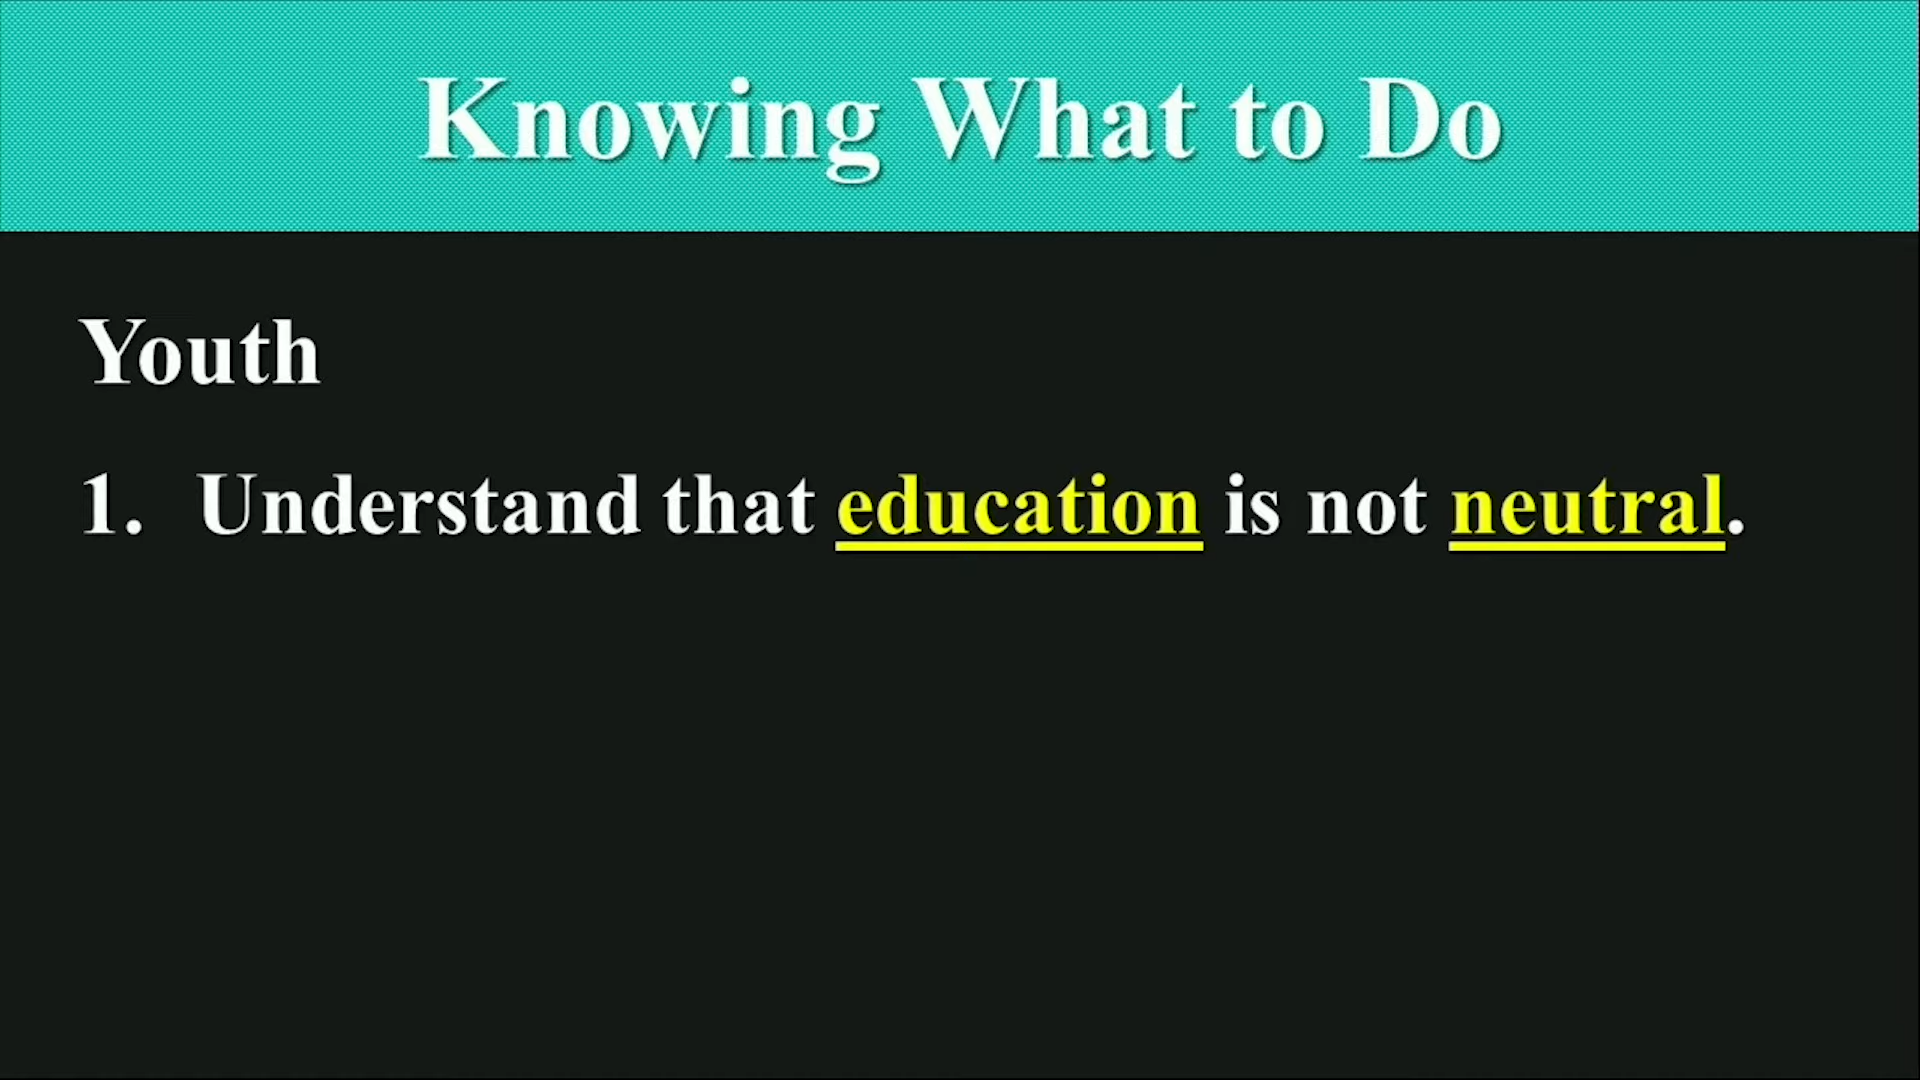 Knowing What to Do
Youth
1. Understand that education is not neutral.